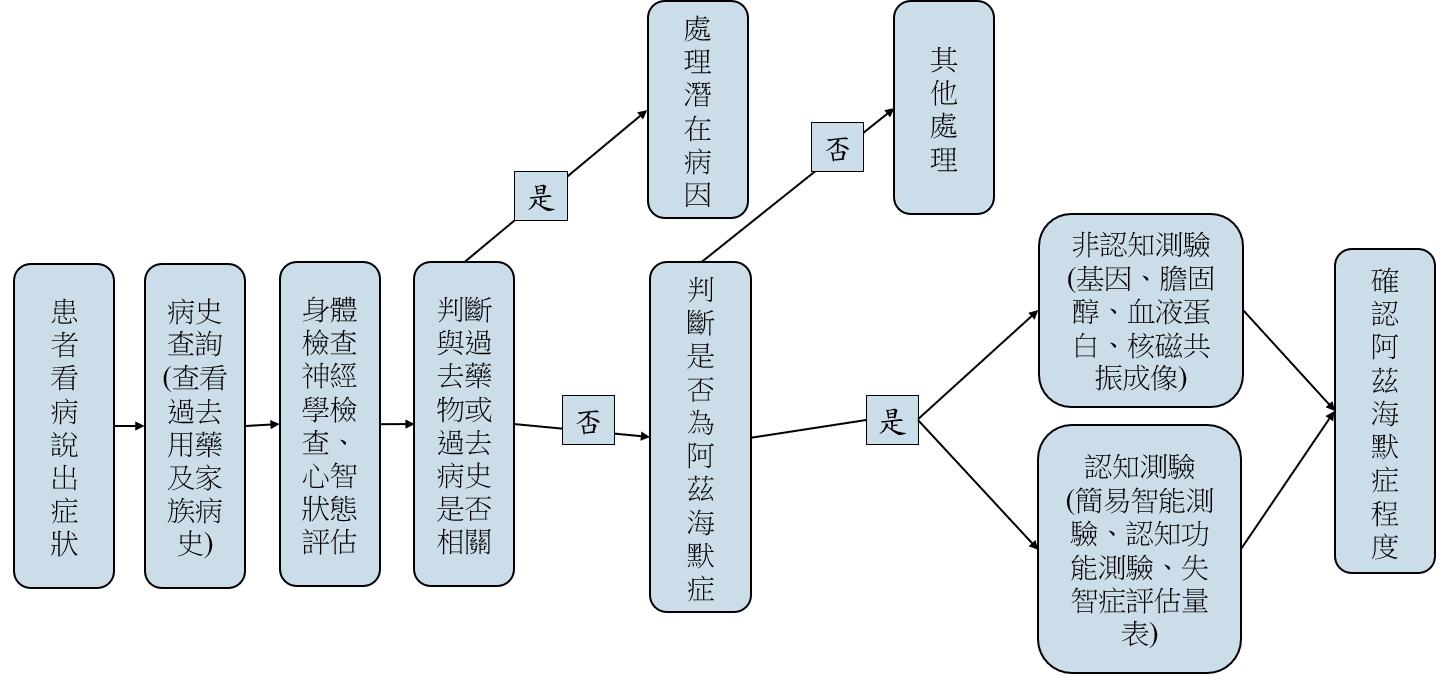 患
者
看
病
說
出
症
狀
病史
查詢
(查看
過去
用藥
及家
族病
史)
身體
檢查
神經
學檢
查、
心智
狀態
評估
判斷
與過
去藥
物或
過去
病史
是否
相關
是
處
理
潛
在
病
因
否
判
斷
是
否
為
阿
茲
海
默
症
否
其
他
處
理
是
非認知測驗
(基因、膽固
醇、血液蛋
白、核磁共
振成像)
認知測驗
(簡易智能測
驗、認知功
能測驗、失
智症評估量
表)
確
認
阿
茲
海
默
症
程
度